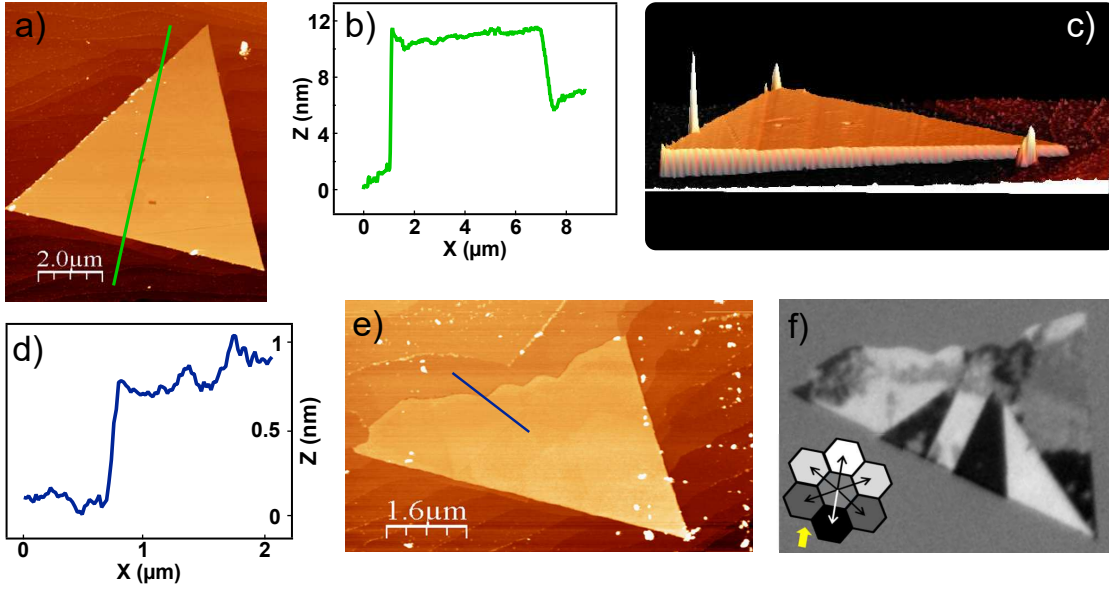 a)
2.0μm
b)
12
8
4
0
Z (nm)
0 2 4 6 8
X (μm)
c)
d)
1
0.5
0
Z (nm)
0 1 2
X (μm)
e)
1.6μm
f)